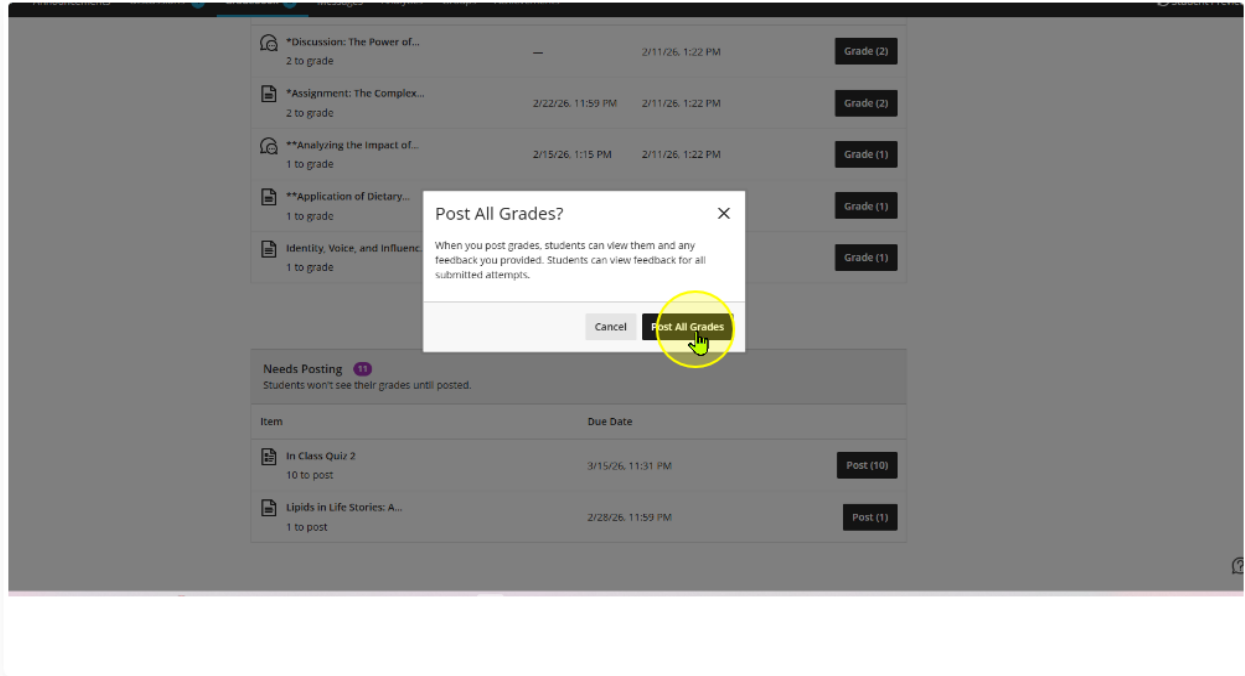 Announcements
Gradebook
Messages
*Discussion: The Power of...
2 to grade
—
2/11/26, 1:22 PM
Grade (2)
*Assignment: The Complex...
2 to grade
2/22/26, 11:59 PM
2/11/26, 1:22 PM
Grade (2)
**Analyzing the Impact of...
1 to grade
2/15/26, 1:15 PM
2/11/26, 1:22 PM
Grade (1)
**Application of Dietary...
1 to grade
Grade (1)
Identity, Voice, and Influenc
1 to grade
Grade (1)
Post All Grades?
When you post grades, students can view them and any
feedback you provided. Students can view feedback for all
submitted attempts.
Cancel
Post All Grades
Needs Posting 11
Students won't see their grades until posted.
Item
Due Date
In Class Quiz 2
10 to post
3/15/26, 11:31 PM
Post (10)
Lipids in Life Stories: A...
1 to post
2/28/26, 11:59 PM
Post (1)